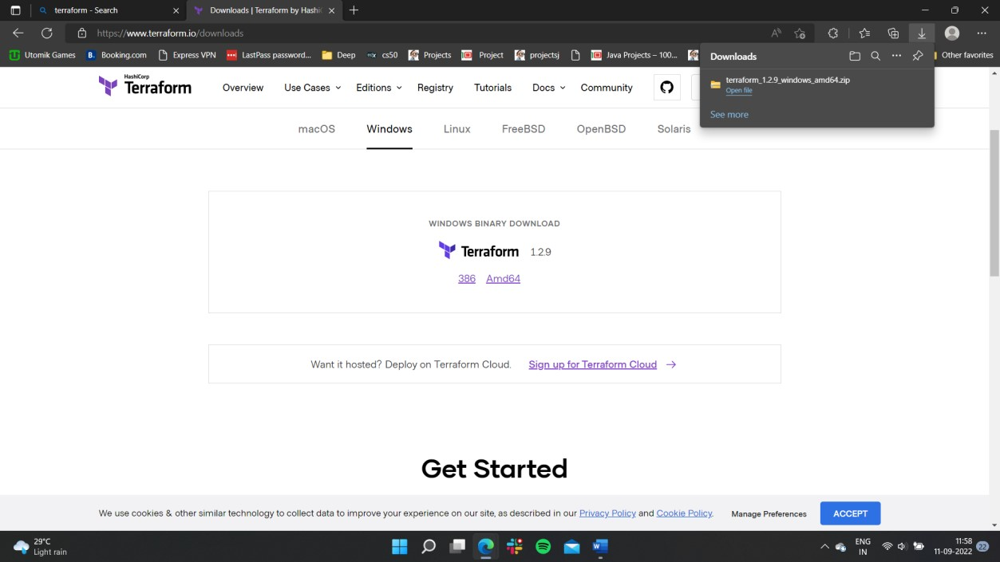 terraform - Search
Downloads | Terraform by HashiC
https://www.terraform.io/downloads
Utomik Games
B.
Booking.com
Express VPN
LastPass password...
Deep
cs50
Projects
Project
projectsj
Java Projects – 100...
Other favorites
Downloads
terraform_1.2.9_windows_amd64.zip
Open file
See more
HashiCorp
Terraform
Overview
Use Cases
Editions
Registry
Tutorials
Docs
Community
macOS
Windows
Linux
FreeBSD
OpenBSD
Solaris
WINDOWS BINARY DOWNLOAD
Terraform 1.2.9
386 Amd64
Want it hosted? Deploy on Terraform Cloud. Sign up for Terraform Cloud →
Get Started
We use cookies & other similar technology to collect data to improve your experience on our site, as described in our Privacy Policy and Cookie Policy.
Manage Preferences
ACCEPT
29°C
Light rain
W
ENG
IN
11:58
11-09-2022
22